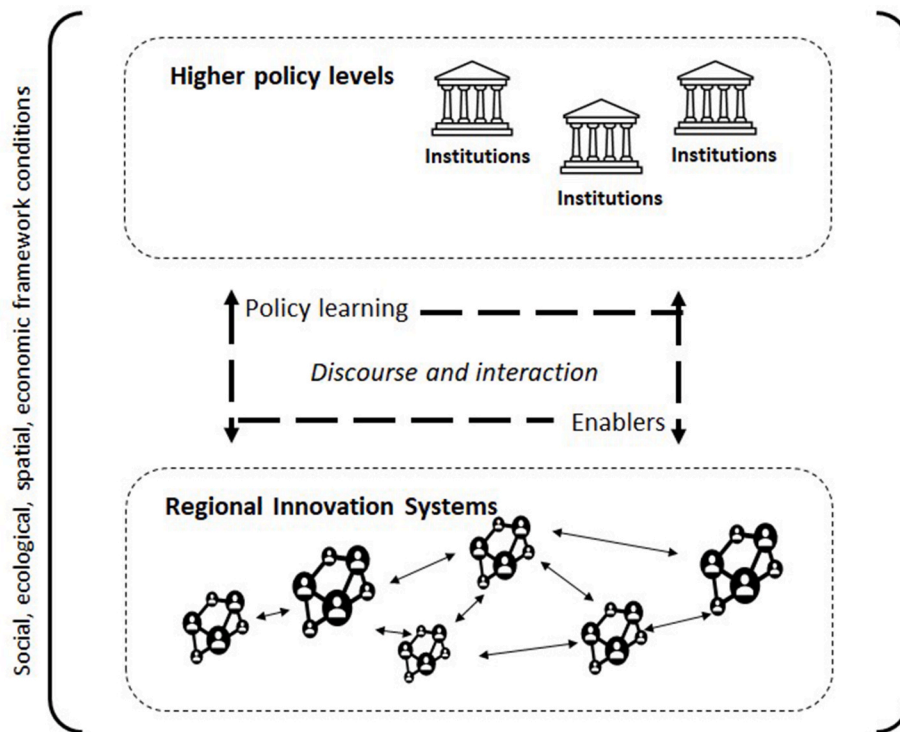 Social, ecological, spatial, economic framework conditions
Higher policy levels
Institutions
Institutions
Institutions
Policy learning
Discourse and interaction
Enablers
Regional Innovation Systems